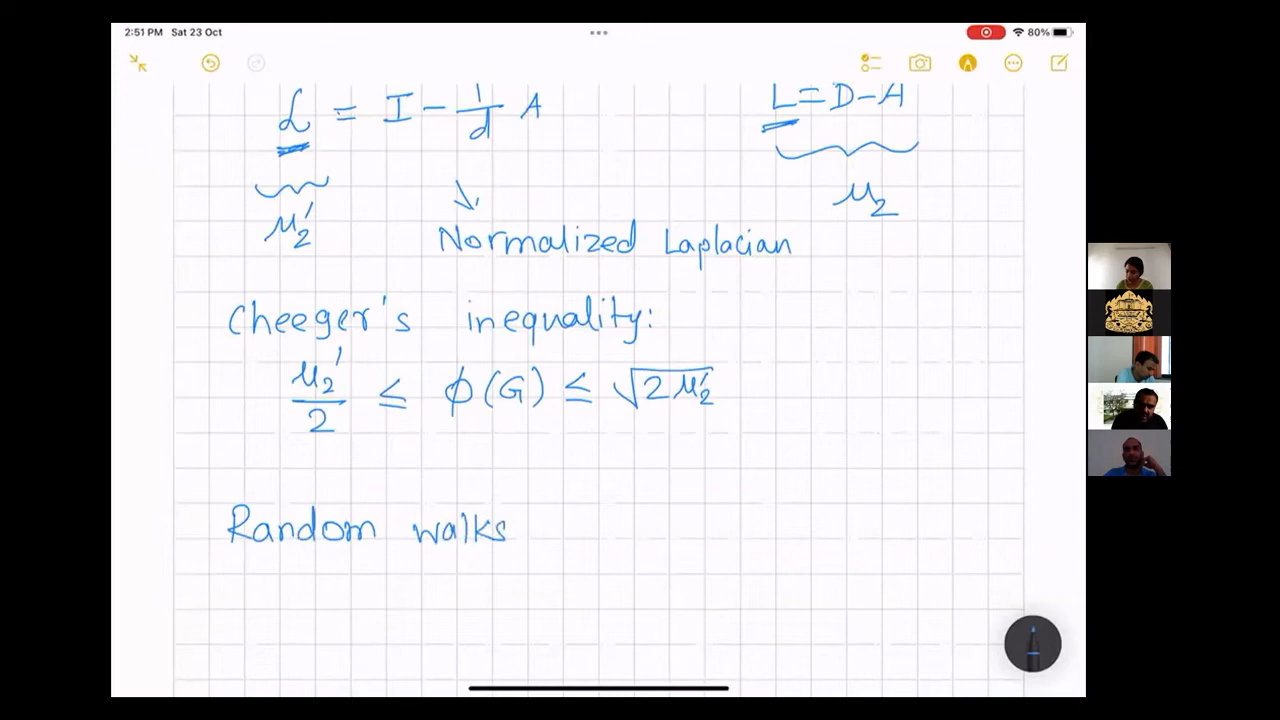 2:51 PM Sat 23 Oct
80%
ℒ = I - 1/d A
L = D - A
μ₂'
μ₂
Normalized Laplacian
Cheeger's inequality:
μ₂'/2 ≤ φ(G) ≤ √2μ₂'
Random walks